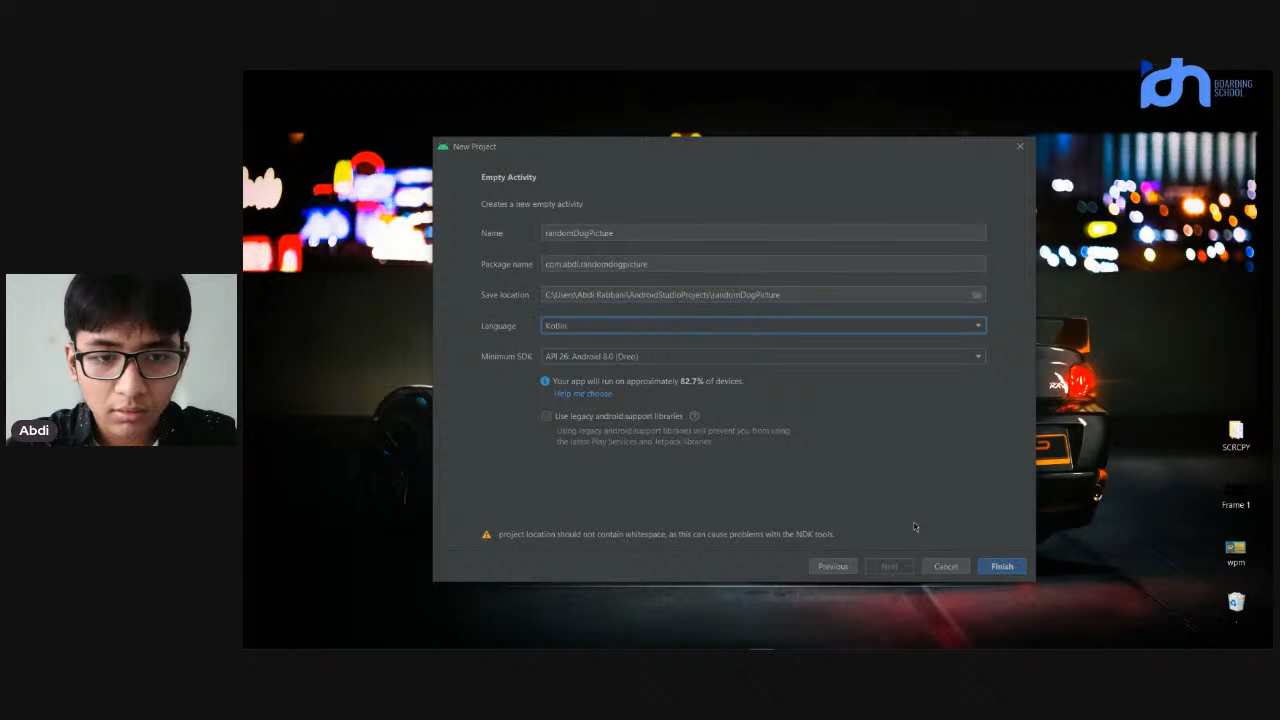 BOARDING
SCHOOL
New Project
Empty Activity
Creates a new empty activity
Name randomDogPicture
Package name com.abdi.randomdogpicture
Save location C:\Users\Abdi Rabbani\AndroidStudioProjects\randomDogPicture
Language Kotlin
Minimum SDK API 26: Android 8.0 (Oreo)
Your app will run on approximately 82.7% of devices.
Help me choose
Use legacy android.support libraries
Using legacy android.support libraries will prevent you from using
the latest Play Services and Jetpack libraries
project location should not contain whitespace, as this can cause problems with the NDK tools.
Previous Next Cancel Finish
Abdi
SCRCPY
Frame 1
wpm